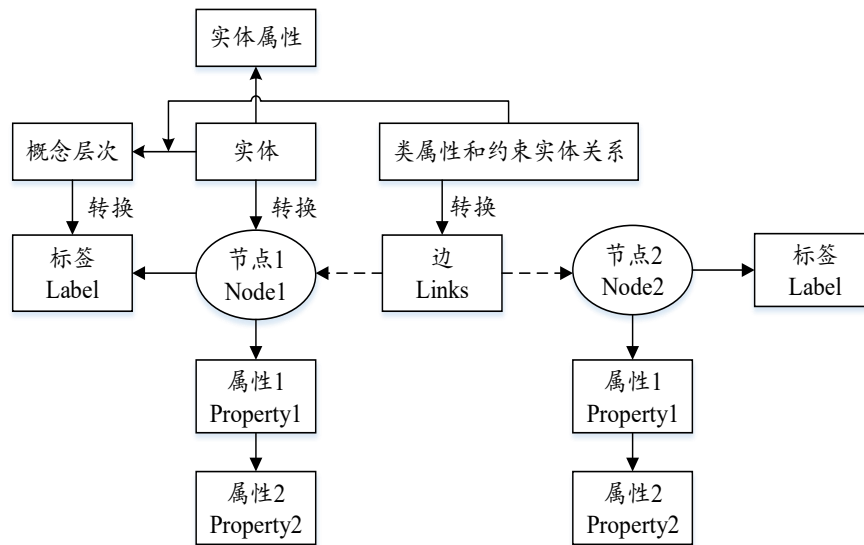 实体属性
概念层次
实体
类属性和约束实体关系
转换
转换
转换
标签
Label
节点1
Node1
边
Links
节点2
Node2
标签
Label
属性1
Property1
属性1
Property1
属性2
Property2
属性2
Property2